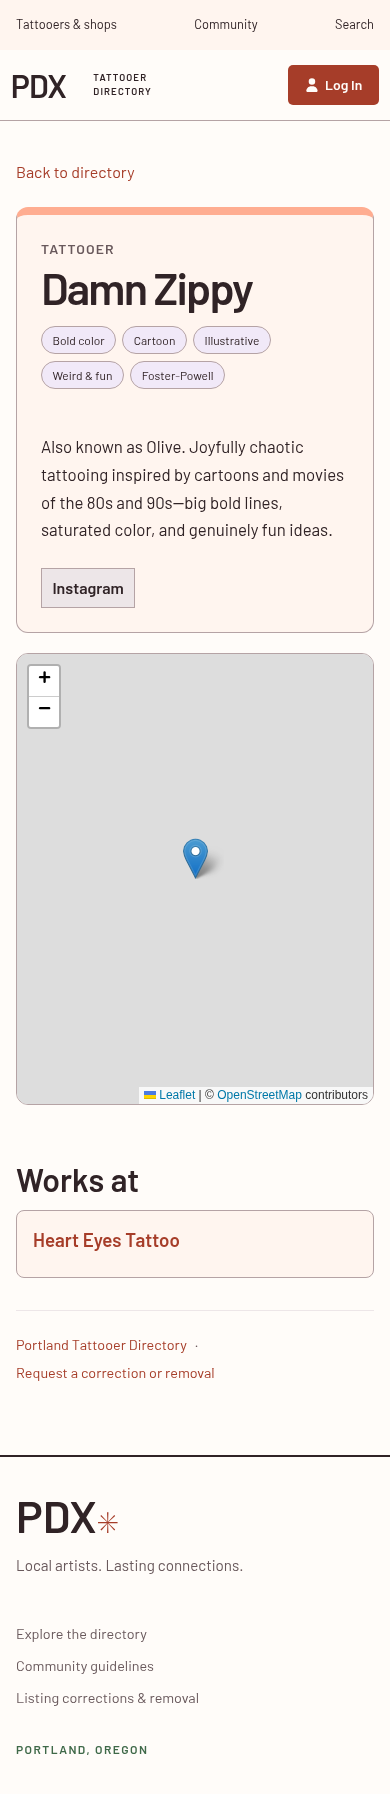 Tattooers & shops
Community
Search
PDX
TATTOOER
DIRECTORY
Log In
Back to directory
TATTOOER
Damn Zippy
Bold color
Cartoon
Illustrative
Weird & fun
Foster-Powell
Also known as Olive. Joyfully chaotic
tattooing inspired by cartoons and movies
of the 80s and 90s—big bold lines,
saturated color, and genuinely fun ideas.
Instagram
+
−
Leaflet | © OpenStreetMap contributors
Works at
Heart Eyes Tattoo
Portland Tattooer Directory ·
Request a correction or removal
PDX✳
Local artists. Lasting connections.
Explore the directory
Community guidelines
Listing corrections & removal
PORTLAND, OREGON